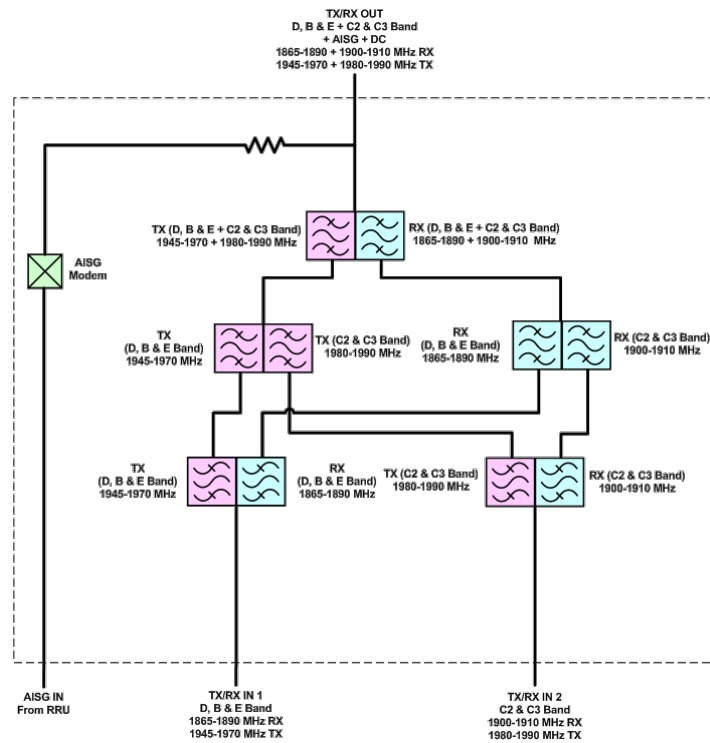 TX/RX OUT
D, B & E + C2 & C3 Band
+ AISG + DC
1865-1890 + 1900-1910 MHz RX
1945-1970 + 1980-1990 MHz TX
TX (D, B & E + C2 & C3 Band)
1945-1970 + 1980-1990 MHz
RX (D, B & E + C2 & C3 Band)
1865-1890 + 1900-1910 MHz
AISG
Modem
TX
(D, B & E Band)
1945-1970 MHz
TX (C2 & C3 Band)
1980-1990 MHz
RX
(D, B & E Band)
1865-1890 MHz
RX (C2 & C3 Band)
1900-1910 MHz
TX
(D, B & E Band)
1945-1970 MHz
RX
(D, B & E Band)
1865-1890 MHz
TX (C2 & C3 Band)
1980-1990 MHz
RX (C2 & C3 Band)
1900-1910 MHz
AISG IN
From RRU
TX/RX IN 1
D, B & E Band
1865-1890 MHz RX
1945-1970 MHz TX
TX/RX IN 2
C2 & C3 Band
1900-1910 MHz RX
1980-1990 MHz TX